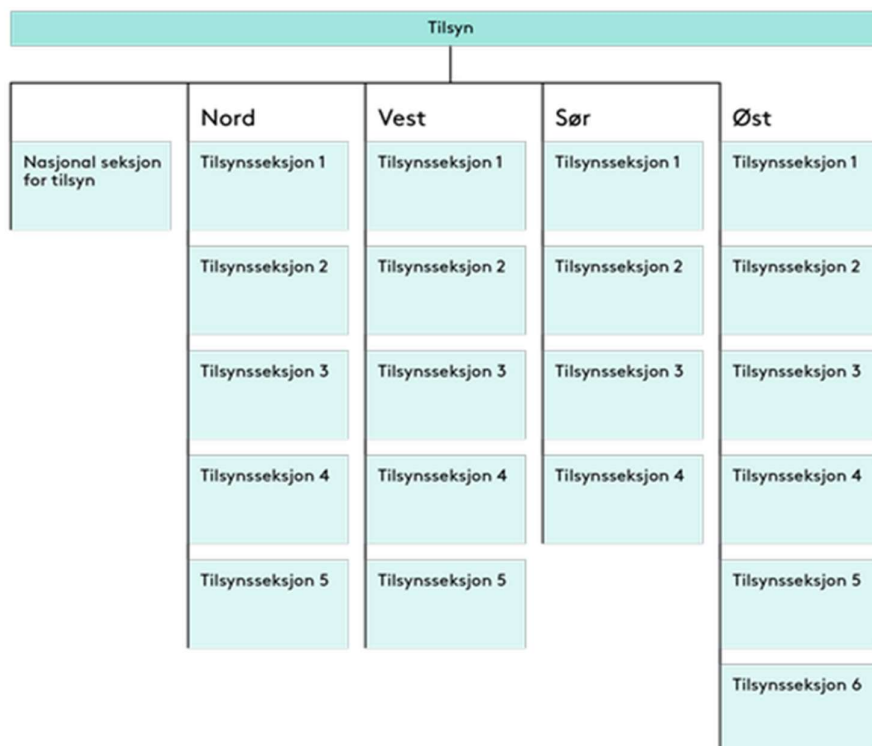 Tilsyn
Nasjonal seksjon
for tilsyn
Nord
Tilsynsseksjon 1
Tilsynsseksjon 2
Tilsynsseksjon 3
Tilsynsseksjon 4
Tilsynsseksjon 5
Vest
Tilsynsseksjon 1
Tilsynsseksjon 2
Tilsynsseksjon 3
Tilsynsseksjon 4
Tilsynsseksjon 5
Sør
Tilsynsseksjon 1
Tilsynsseksjon 2
Tilsynsseksjon 3
Tilsynsseksjon 4
Øst
Tilsynsseksjon 1
Tilsynsseksjon 2
Tilsynsseksjon 3
Tilsynsseksjon 4
Tilsynsseksjon 5
Tilsynsseksjon 6